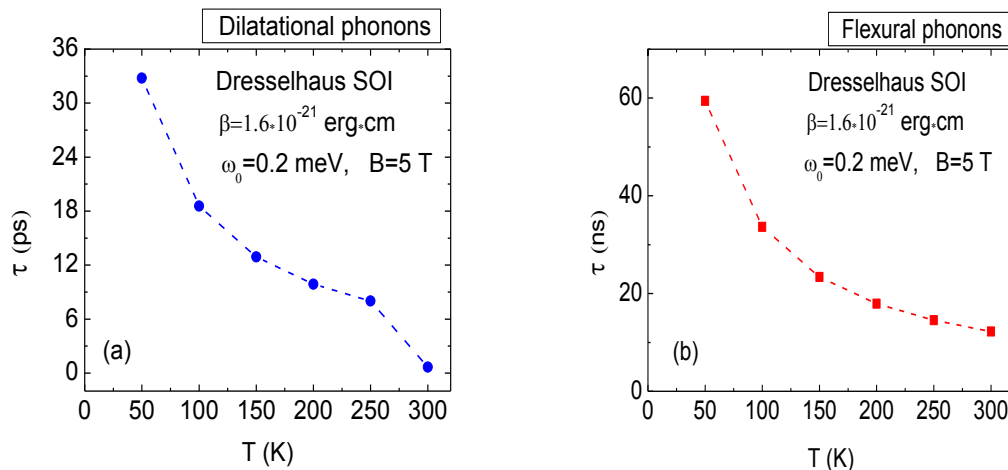 Dilatational phonons
36
30
24
18
12
6
0
τ (ps)
Dresselhaus SOI
β=1.6*10^-21 erg*cm
ω₀=0.2 meV, B=5 T
(a)
0 50 100 150 200 250 300
T (K)
Flexural phonons
60
40
20
0
τ (ns)
Dresselhaus SOI
β=1.6*10^-21 erg*cm
ω₀=0.2 meV, B=5 T
(b)
0 50 100 150 200 250 300
T (K)